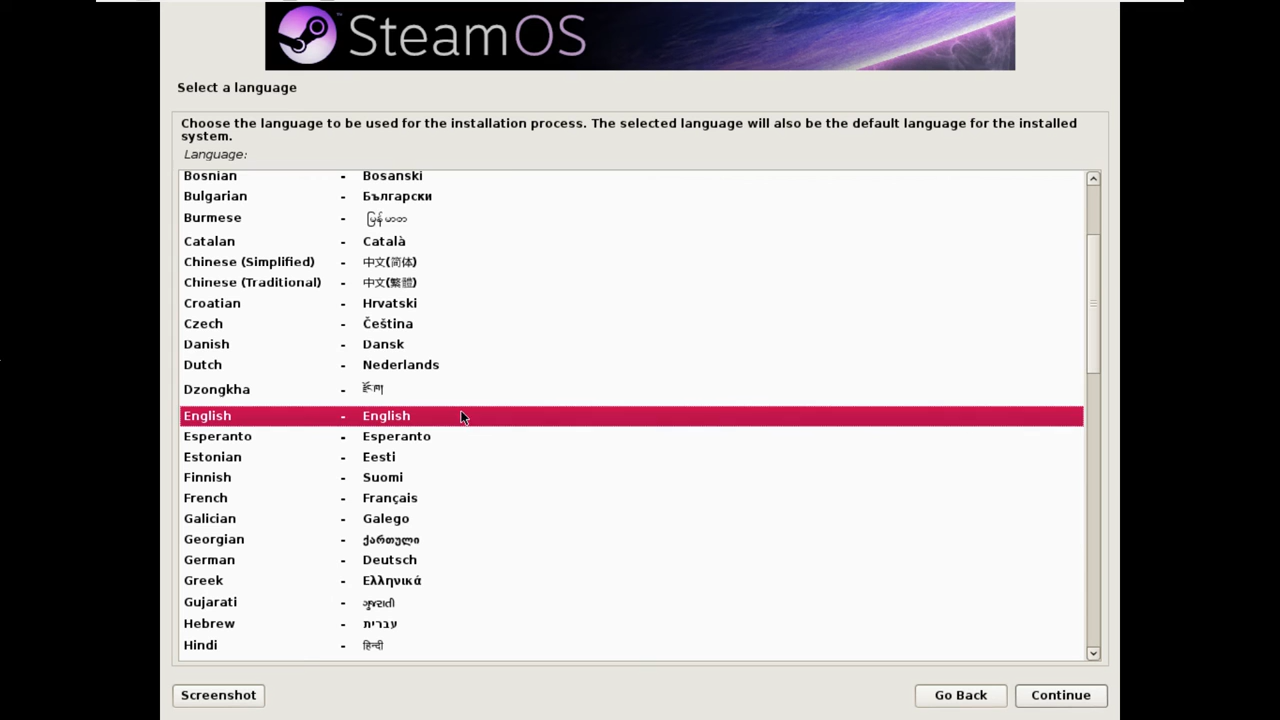 STEAMOS
Select a language
Choose the language to be used for the installation process. The selected language will also be the default language for the installed
system.
Language:
Bosnian - Bosanski
Bulgarian - Български
Burmese - မြန်မာစာ
Catalan - Català
Chinese (Simplified) - 中文(简体)
Chinese (Traditional) - 中文(繁體)
Croatian - Hrvatski
Czech - Čeština
Danish - Dansk
Dutch - Nederlands
Dzongkha - རྫོང་ཁ།
English - English
Esperanto - Esperanto
Estonian - Eesti
Finnish - Suomi
French - Français
Galician - Galego
Georgian - ქართული
German - Deutsch
Greek - Ελληνικά
Gujarati - ગુજરાતી
Hebrew - עברית
Hindi - हिन्दी
Screenshot Go Back Continue